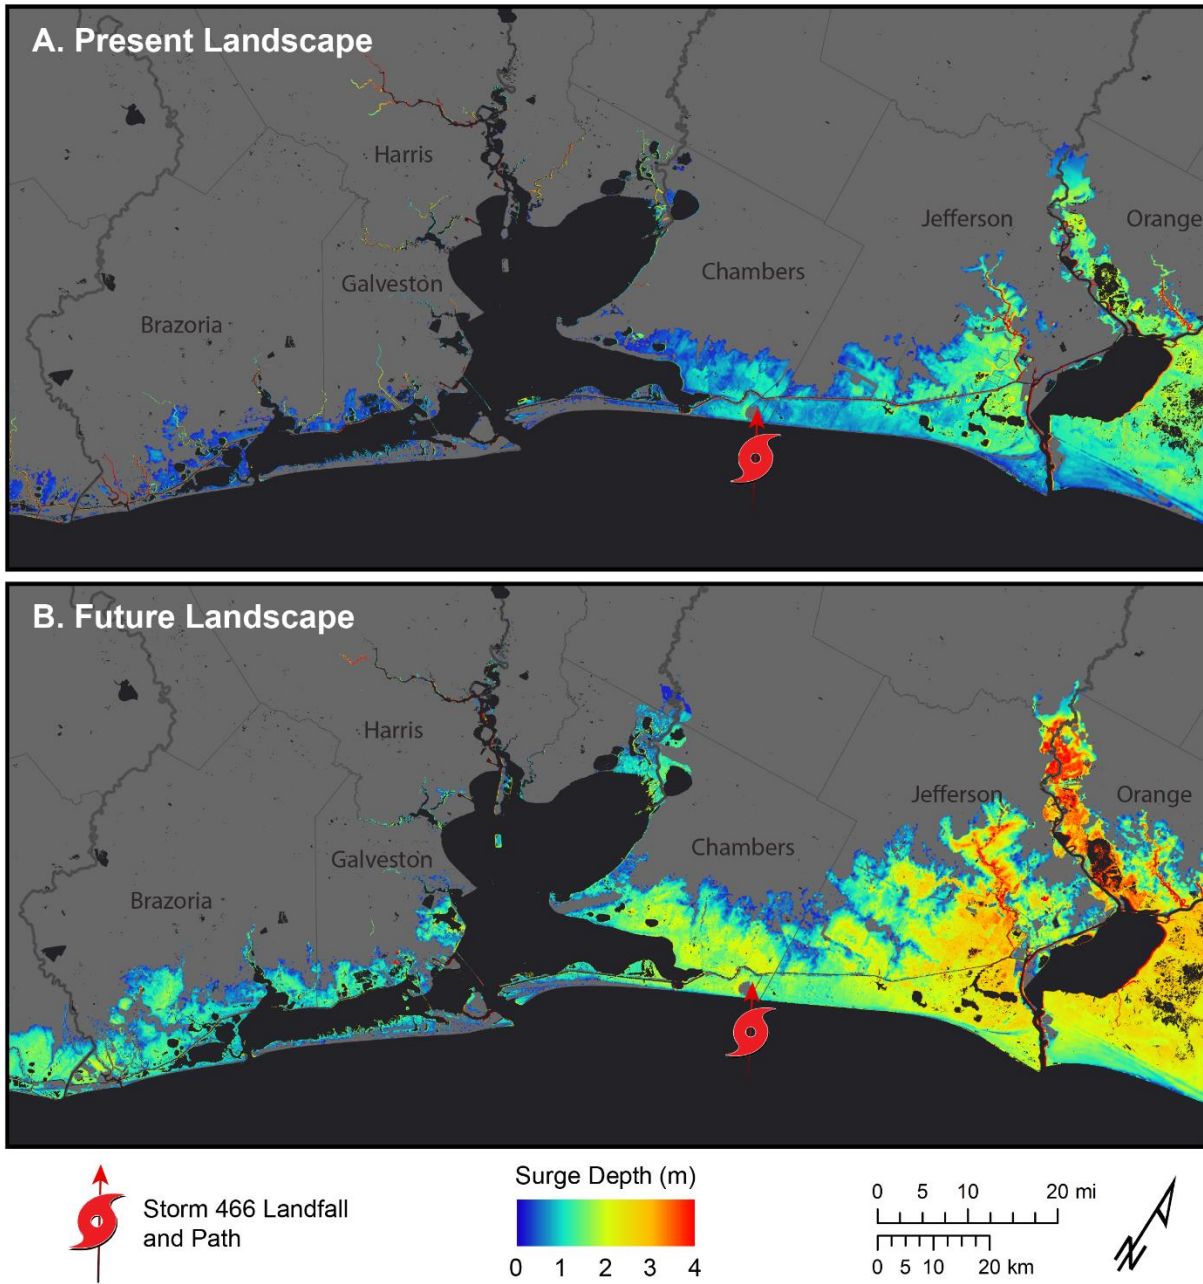 A. Present Landscape
Harris
Jefferson
Orange
Galveston
Chambers
Brazoria
B. Future Landscape
Harris
Jefferson
Orange
Galveston
Chambers
Brazoria
Storm 466 Landfall
and Path
Surge Depth (m)
0 1 2 3 4
0 5 10 20 mi
0 5 10 20 km
N